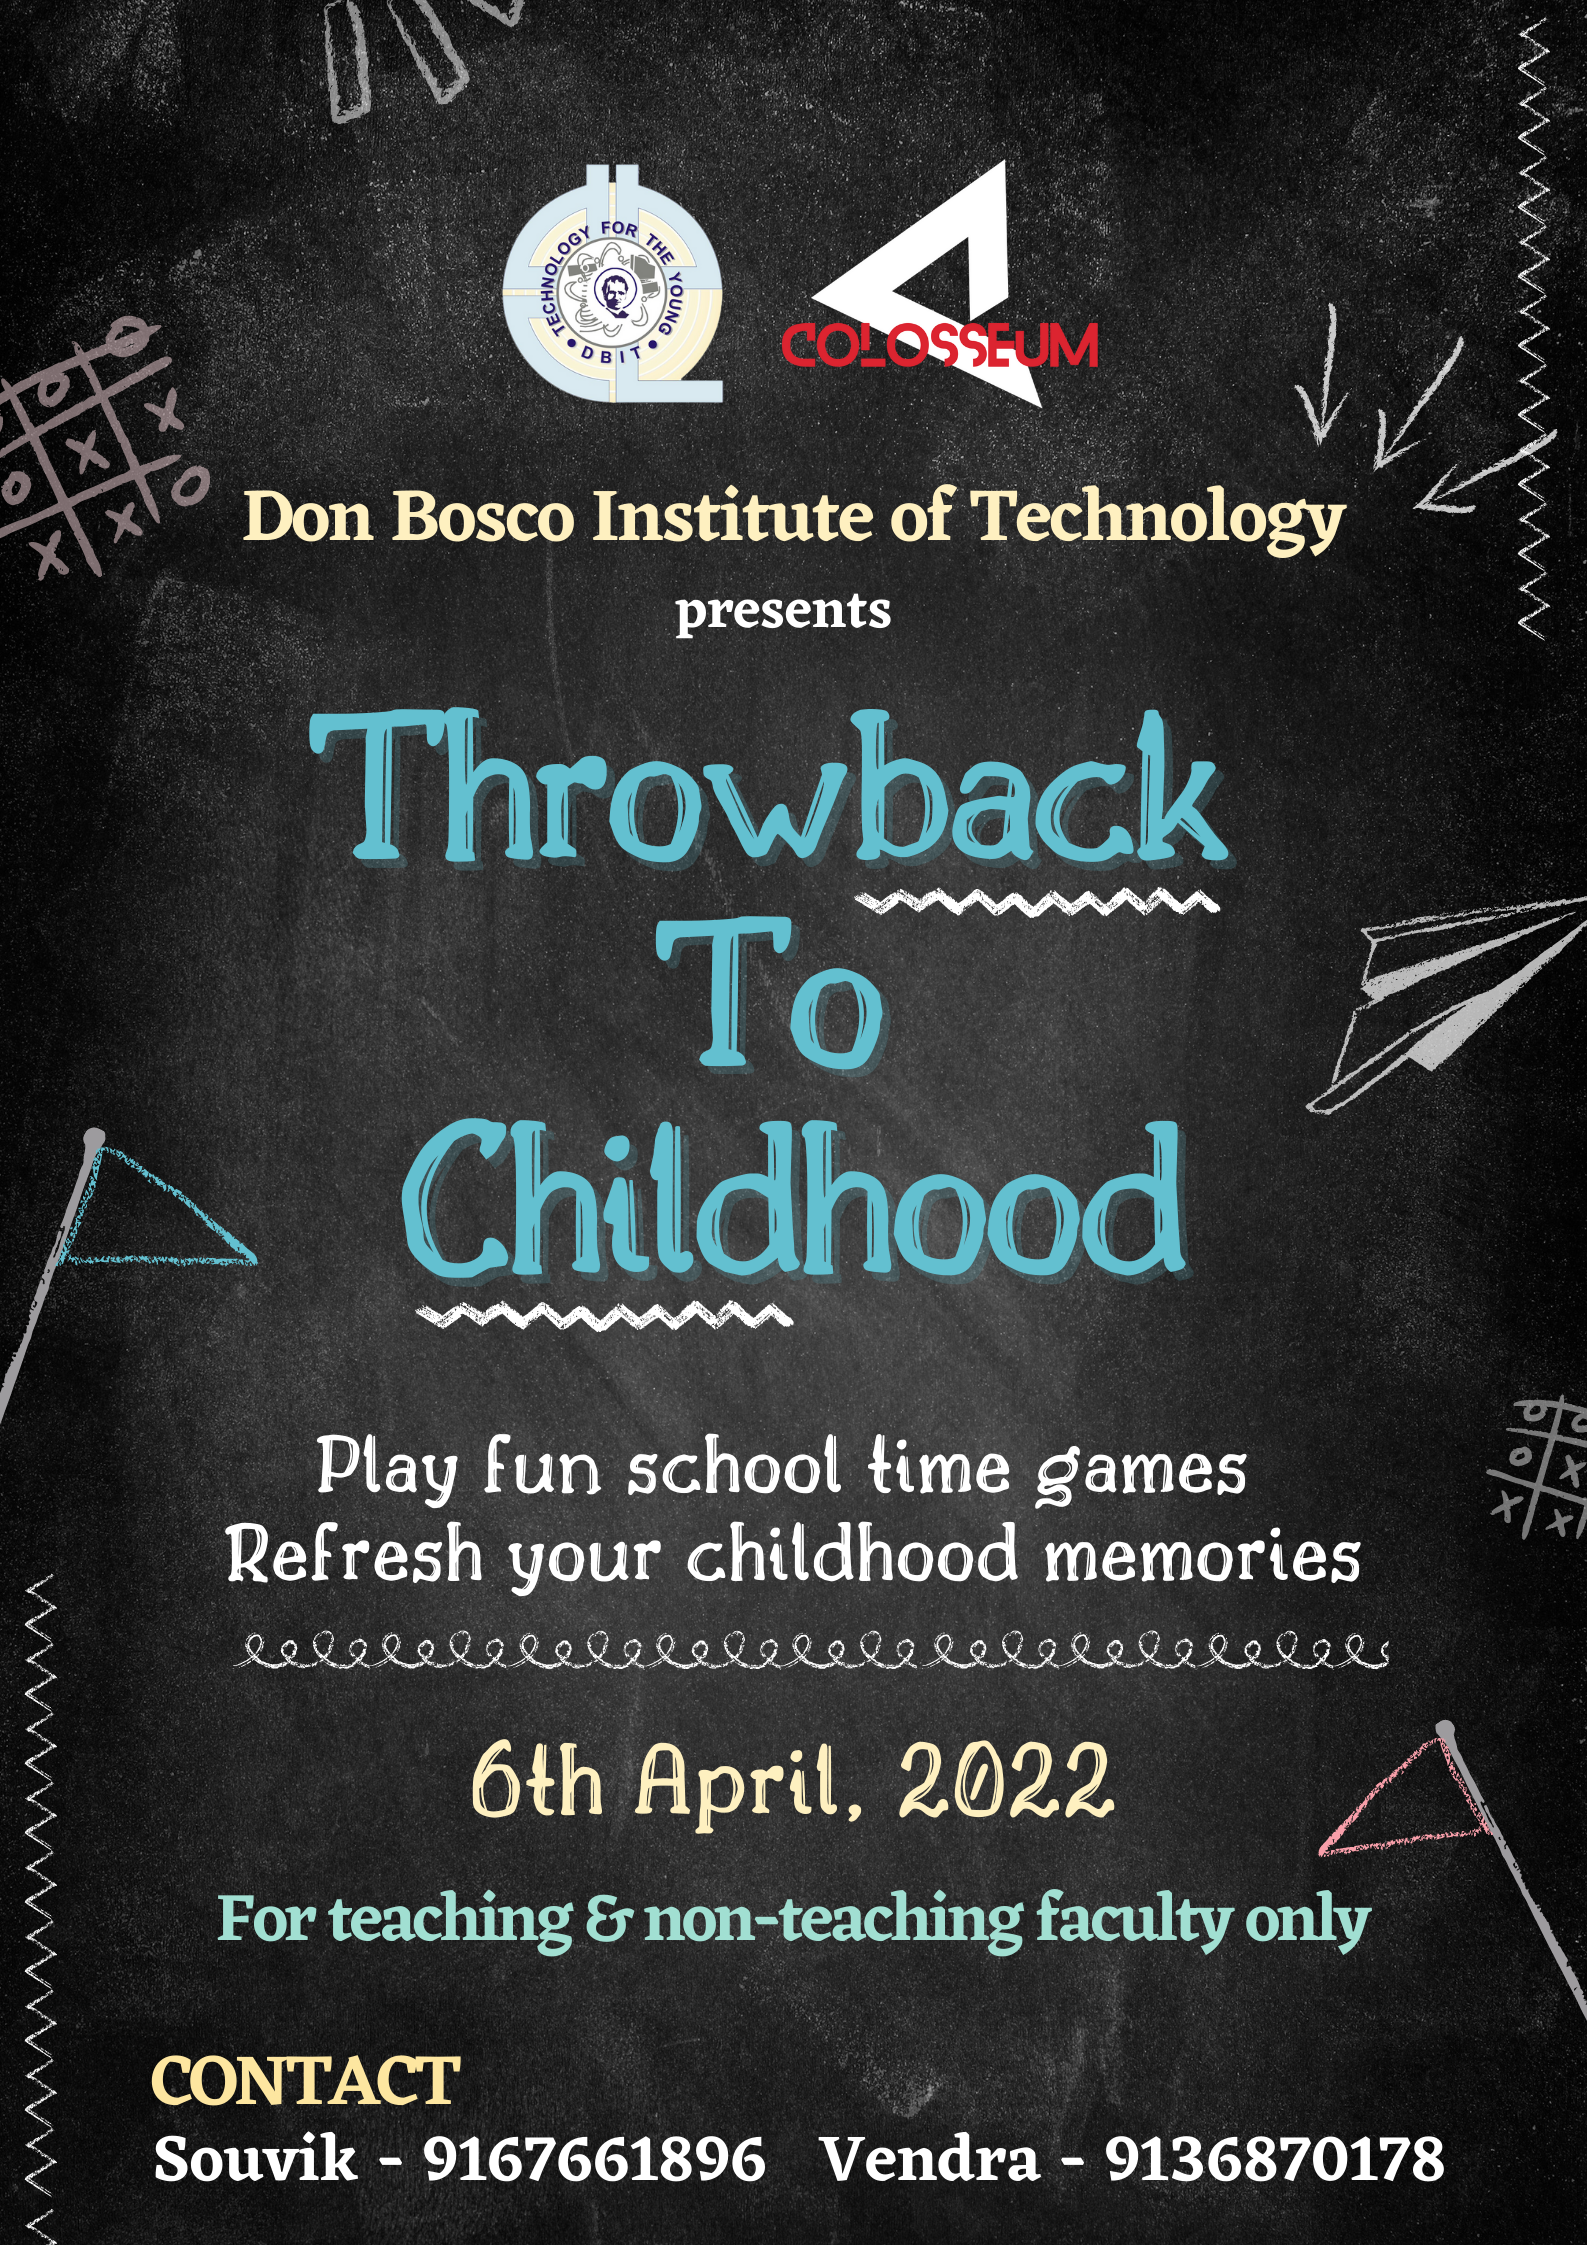 TECHNOLOGY FOR THE YOUNG
• DBIT •
COLOSSEUM
Don Bosco Institute of Technology
presents
Throwback
To
Childhood
Play fun school time games
Refresh your childhood memories
6th April, 2022
For teaching & non-teaching faculty only
CONTACT
Souvik - 9167661896 Vendra - 9136870178